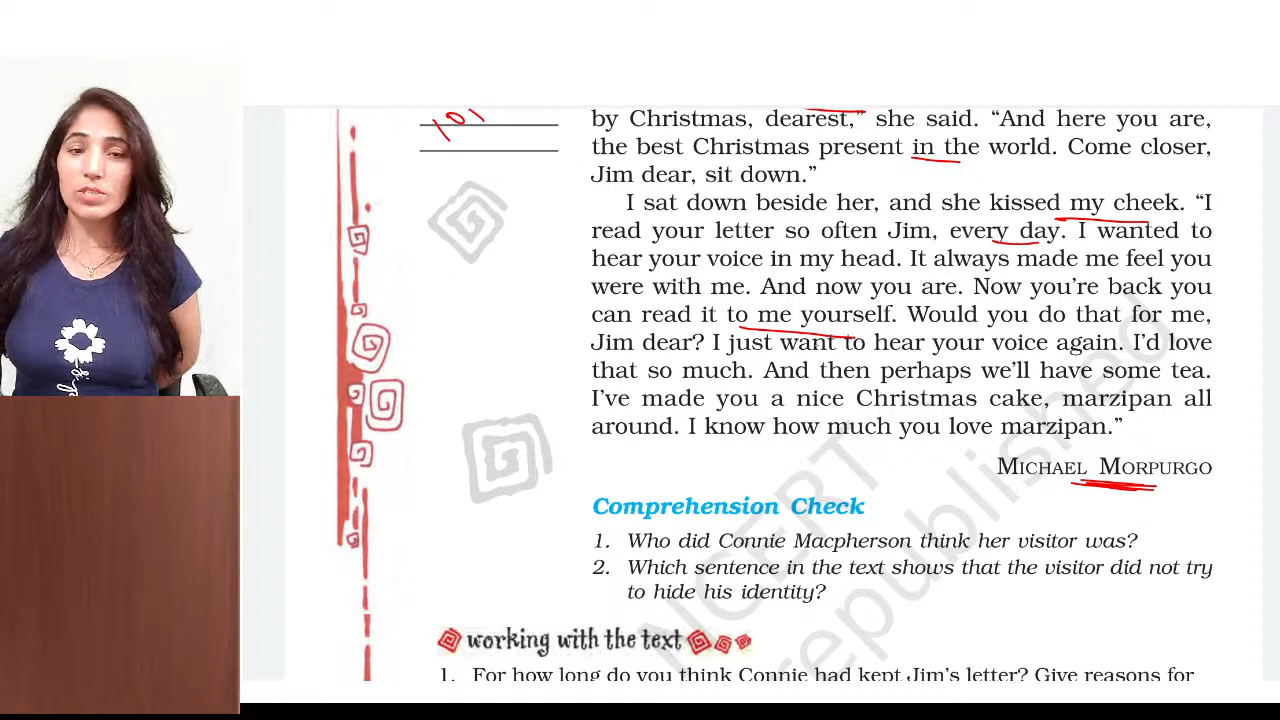 101
by Christmas, dearest,” she said. “And here you are,
the best Christmas present in the world. Come closer,
Jim dear, sit down.”
I sat down beside her, and she kissed my cheek. “I
read your letter so often Jim, every day. I wanted to
hear your voice in my head. It always made me feel you
were with me. And now you are. Now you’re back you
can read it to me yourself. Would you do that for me,
Jim dear? I just want to hear your voice again. I’d love
that so much. And then perhaps we’ll have some tea.
I’ve made you a nice Christmas cake, marzipan all
around. I know how much you love marzipan.”
MICHAEL MORPURGO
Comprehension Check
1. Who did Connie Macpherson think her visitor was?
2. Which sentence in the text shows that the visitor did not try
to hide his identity?
working with the text
1. For how long do you think Connie had kept Jim’s letter? Give reasons for
NCERT
republished